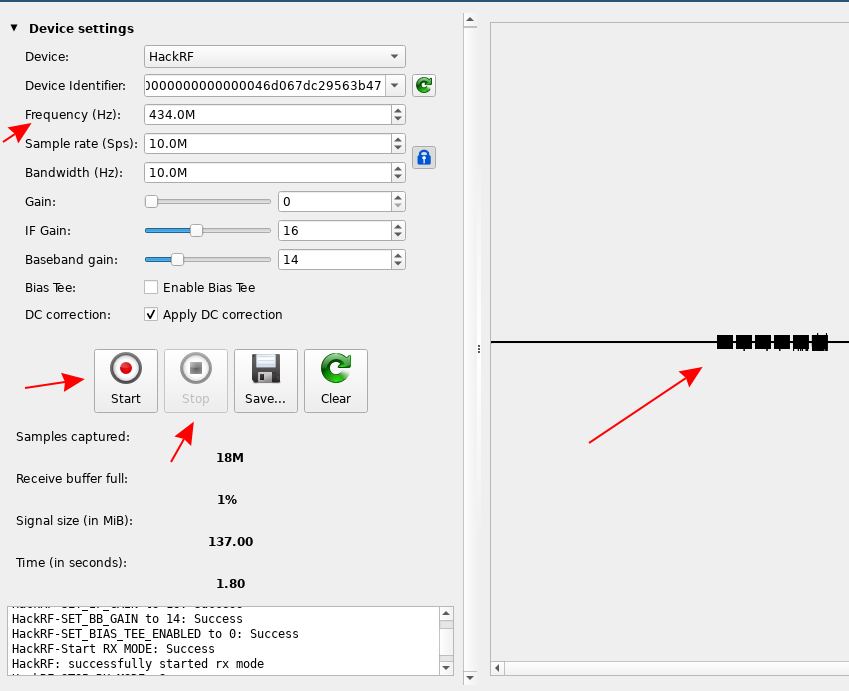 Device settings
Device: HackRF
Device Identifier: 0000000000000046d067dc29563b47
Frequency (Hz): 434.0M
Sample rate (Sps): 10.0M
Bandwidth (Hz): 10.0M
Gain: 0
IF Gain: 16
Baseband gain: 14
Bias Tee: Enable Bias Tee
DC correction: Apply DC correction
Start Stop Save... Clear
Samples captured:
18M
Receive buffer full:
1%
Signal size (in MiB):
137.00
Time (in seconds):
1.80
HackRF-SET_BB_GAIN to 14: Success
HackRF-SET_BIAS_TEE_ENABLED to 0: Success
HackRF-Start RX MODE: Success
HackRF: successfully started rx mode